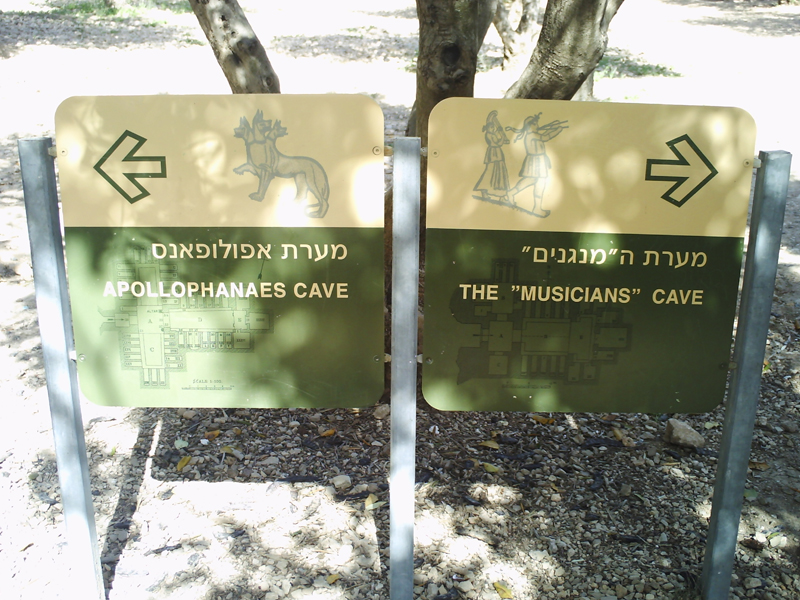 מערת אפולופאנס
APOLLOPHANAES CAVE
מערת ה"מנגנים"
THE "MUSICIANS" CAVE